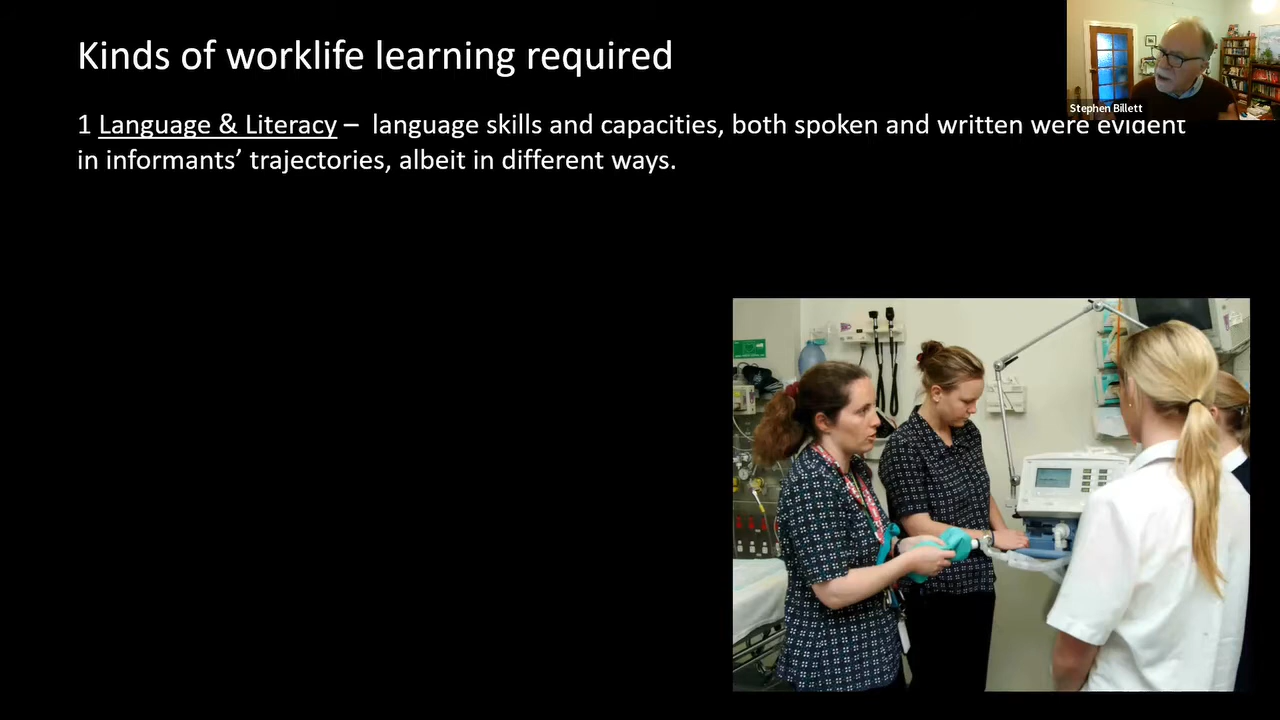 Kinds of worklife learning required
Stephen Billett
1 Language & Literacy – language skills and capacities, both spoken and written were evident
in informants’ trajectories, albeit in different ways.